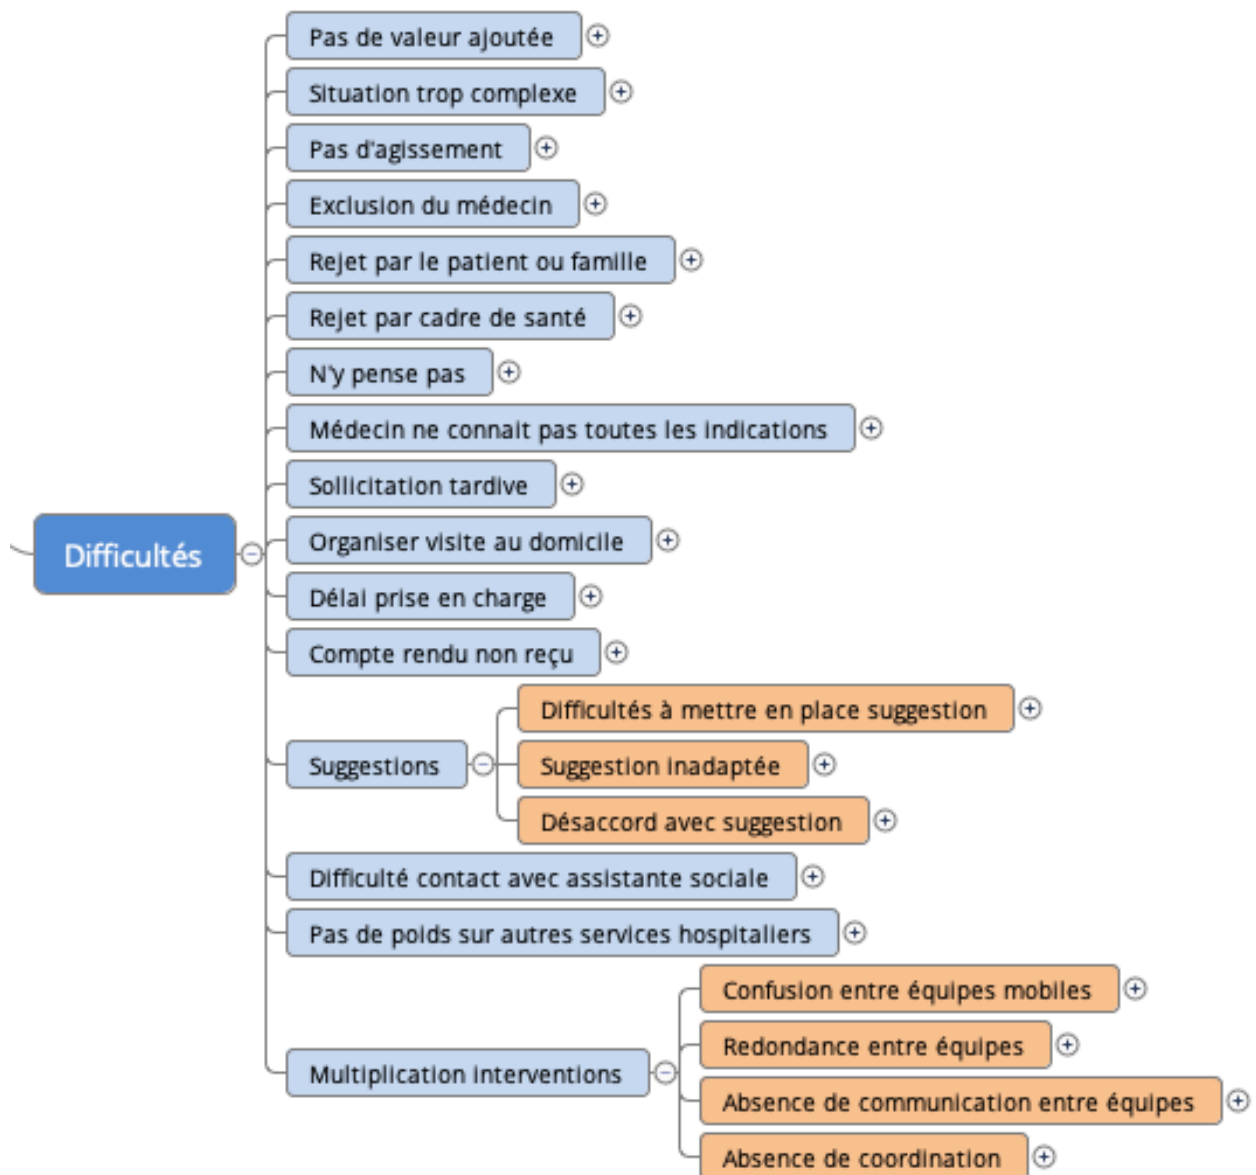 Pas de valeur ajoutée
Situation trop complexe
Pas d'agissement
Exclusion du médecin
Rejet par le patient ou famille
Rejet par cadre de santé
N'y pense pas
Médecin ne connait pas toutes les indications
Sollicitation tardive
Organiser visite au domicile
Difficultés
Délai prise en charge
Compte rendu non reçu
Suggestions
Difficultés à mettre en place suggestion
Suggestion inadaptée
Désaccord avec suggestion
Difficulté contact avec assistante sociale
Pas de poids sur autres services hospitaliers
Multiplication interventions
Confusion entre équipes mobiles
Redondance entre équipes
Absence de communication entre équipes
Absence de coordination